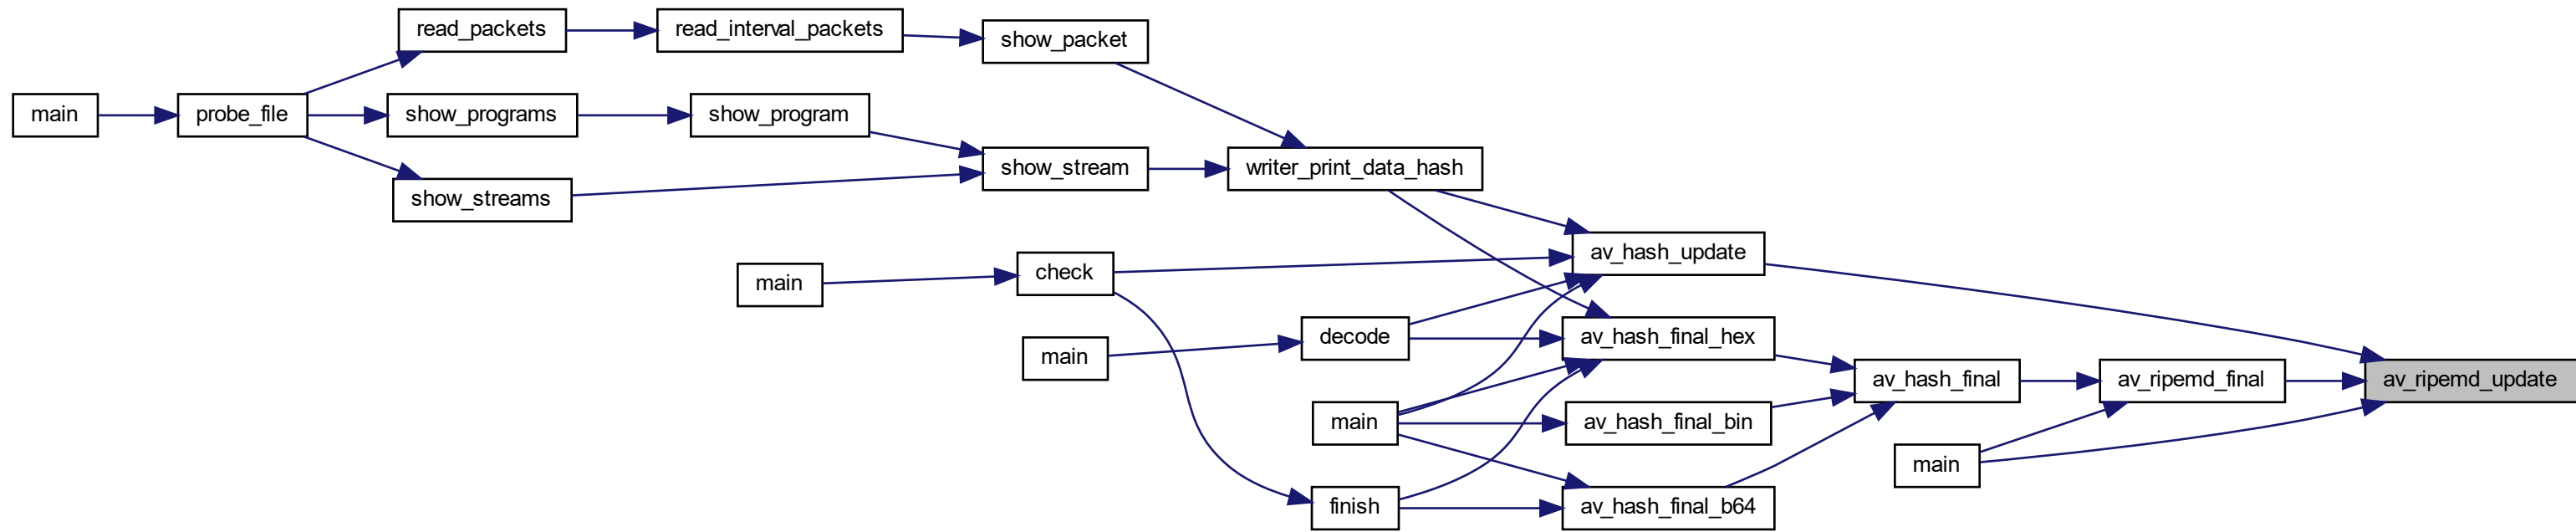 read_packets
read_interval_packets
show_packet
main
probe_file
show_programs
show_program
show_streams
show_stream
writer_print_data_hash
av_hash_update
main
check
main
decode
av_hash_final_hex
main
av_hash_final_bin
av_hash_final
av_ripemd_final
av_ripemd_update
main
finish
av_hash_final_b64